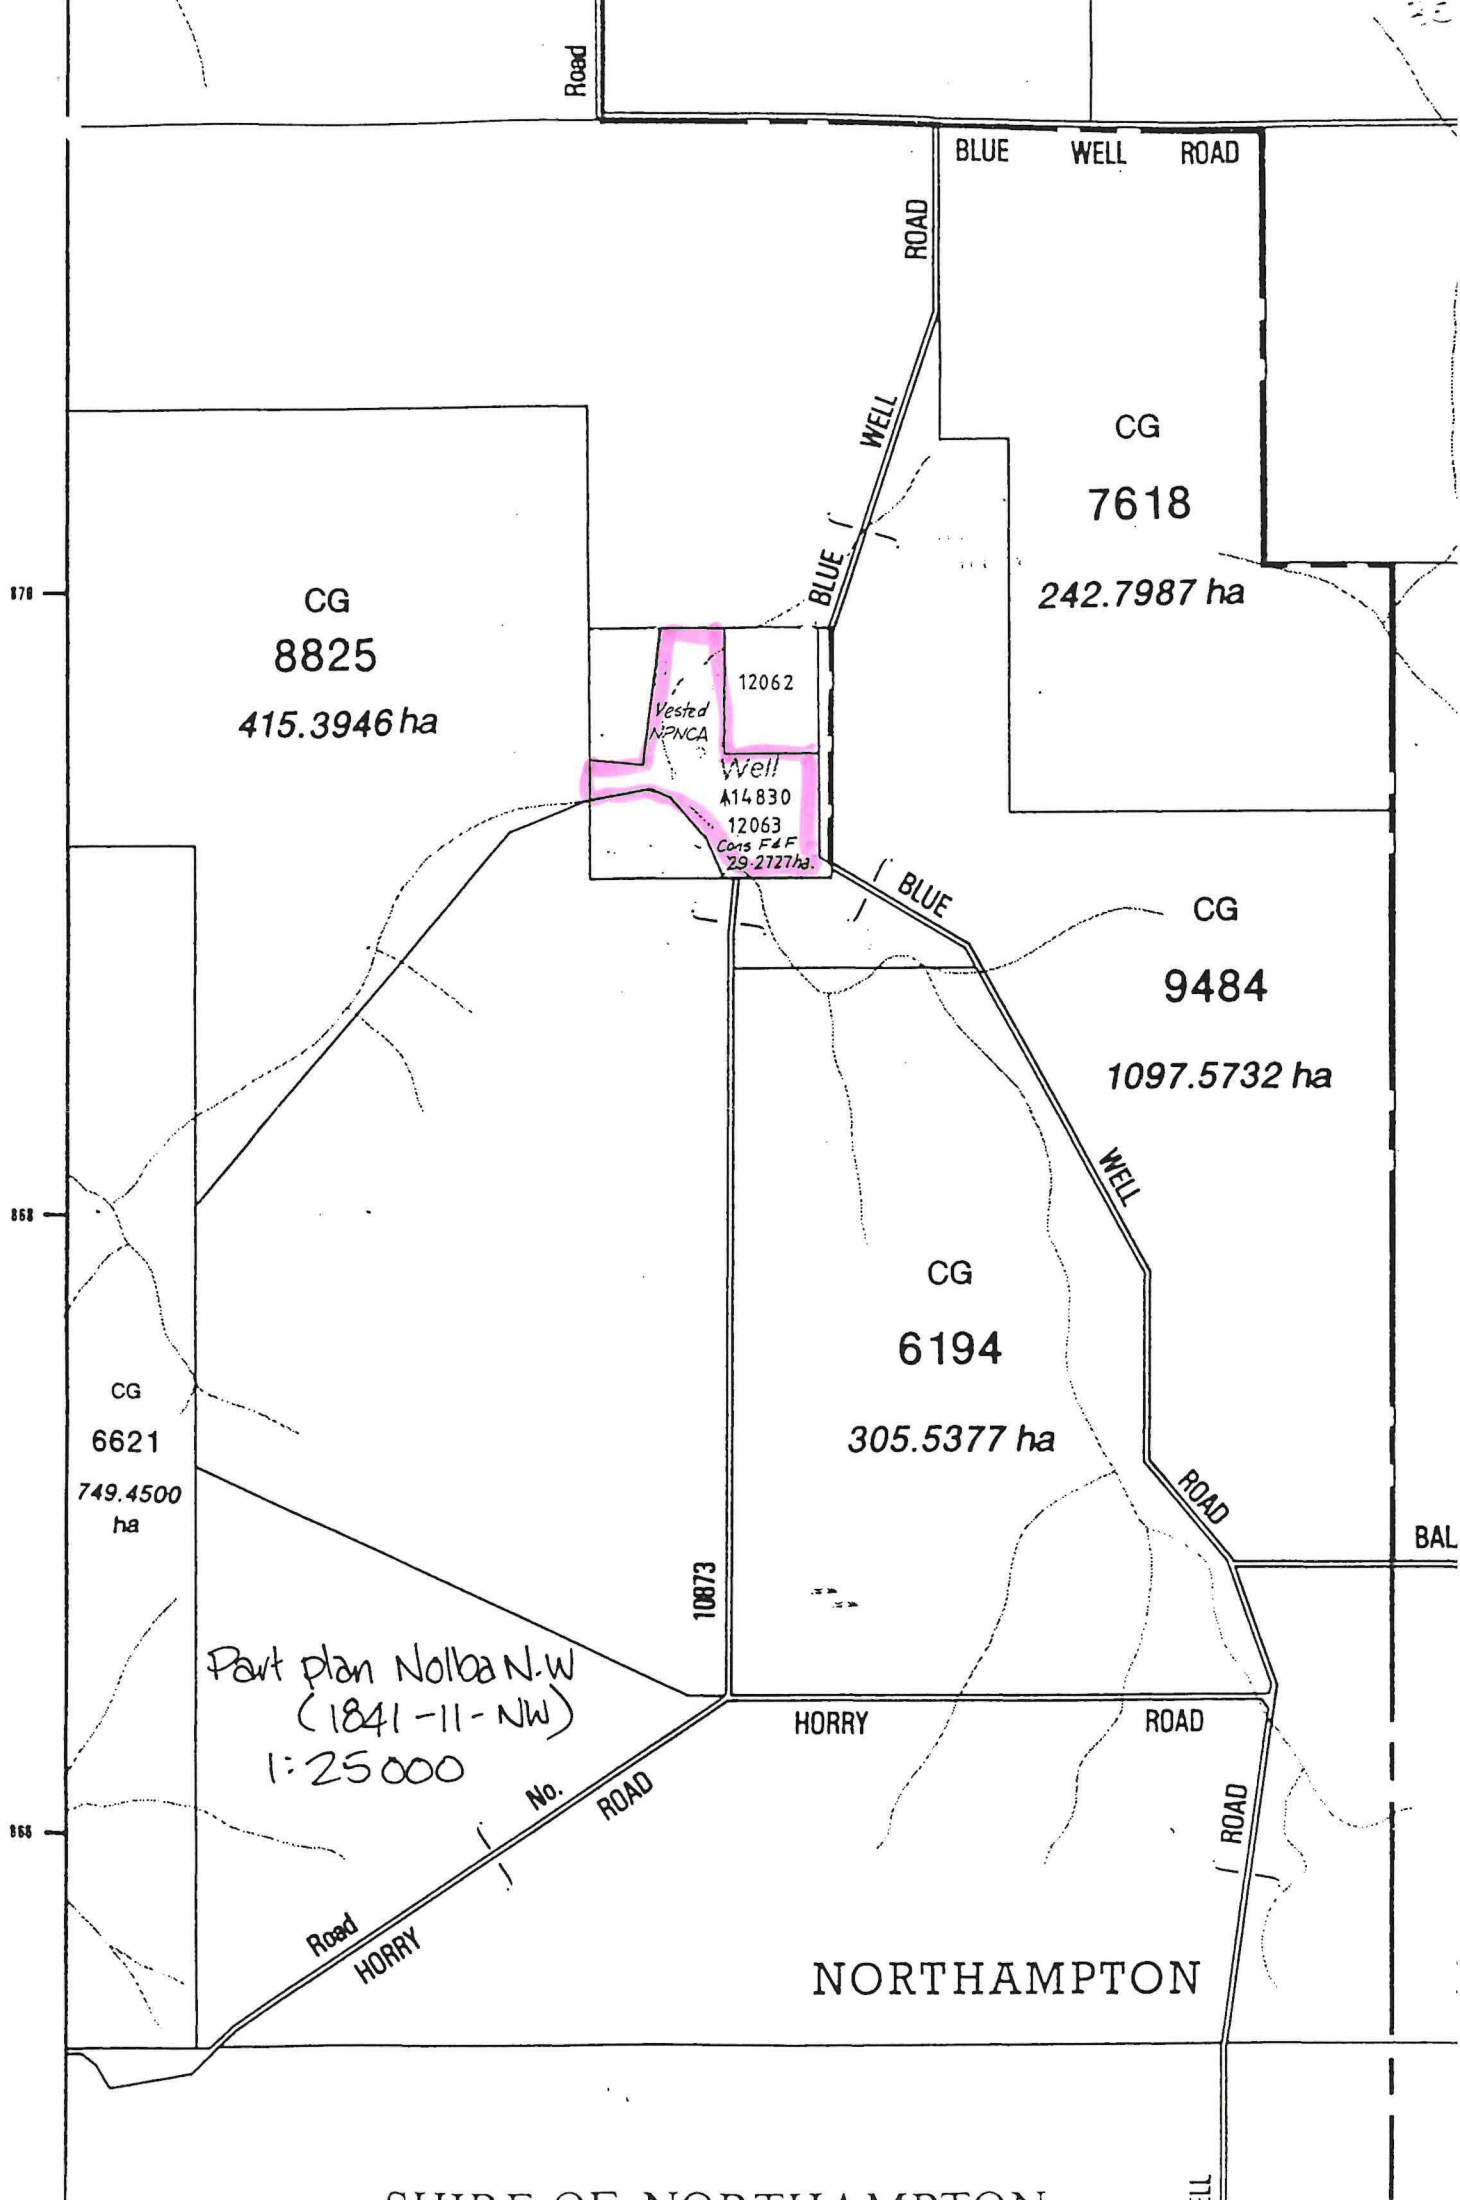 Road
BLUE WELL ROAD
ROAD
WELL
BLUE
CG
7618
242.7987 ha
870
CG
8825
415.3946 ha
12062
Vested
NPNCA
Well
A14830
12063
Cons F&F
29.2727ha.
BLUE
CG
9484
1097.5732 ha
WELL
868
CG
6194
305.5377 ha
CG
6621
749.4500
ha
ROAD
BAL
10873
Part plan Nolba N.W
(1841-11-NW)
1:25000
HORRY ROAD
No.
ROAD
ROAD
866
Road
HORRY
NORTHAMPTON
ELL
SHIRE OF NORTHAMPTON